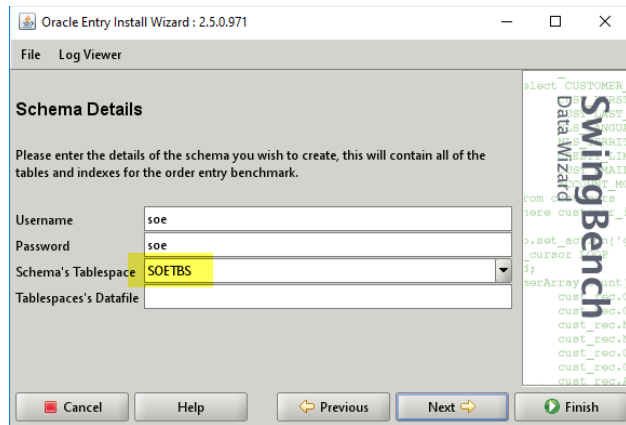 Oracle Entry Install Wizard : 2.5.0.971
File Log Viewer
Schema Details
Please enter the details of the schema you wish to create, this will contain all of the
tables and indexes for the order entry benchmark.
Username soe
Password soe
Schema's Tablespace SOETBS
Tablespaces's Datafile
SwingBench
Data Wizard
Cancel Help Previous Next Finish